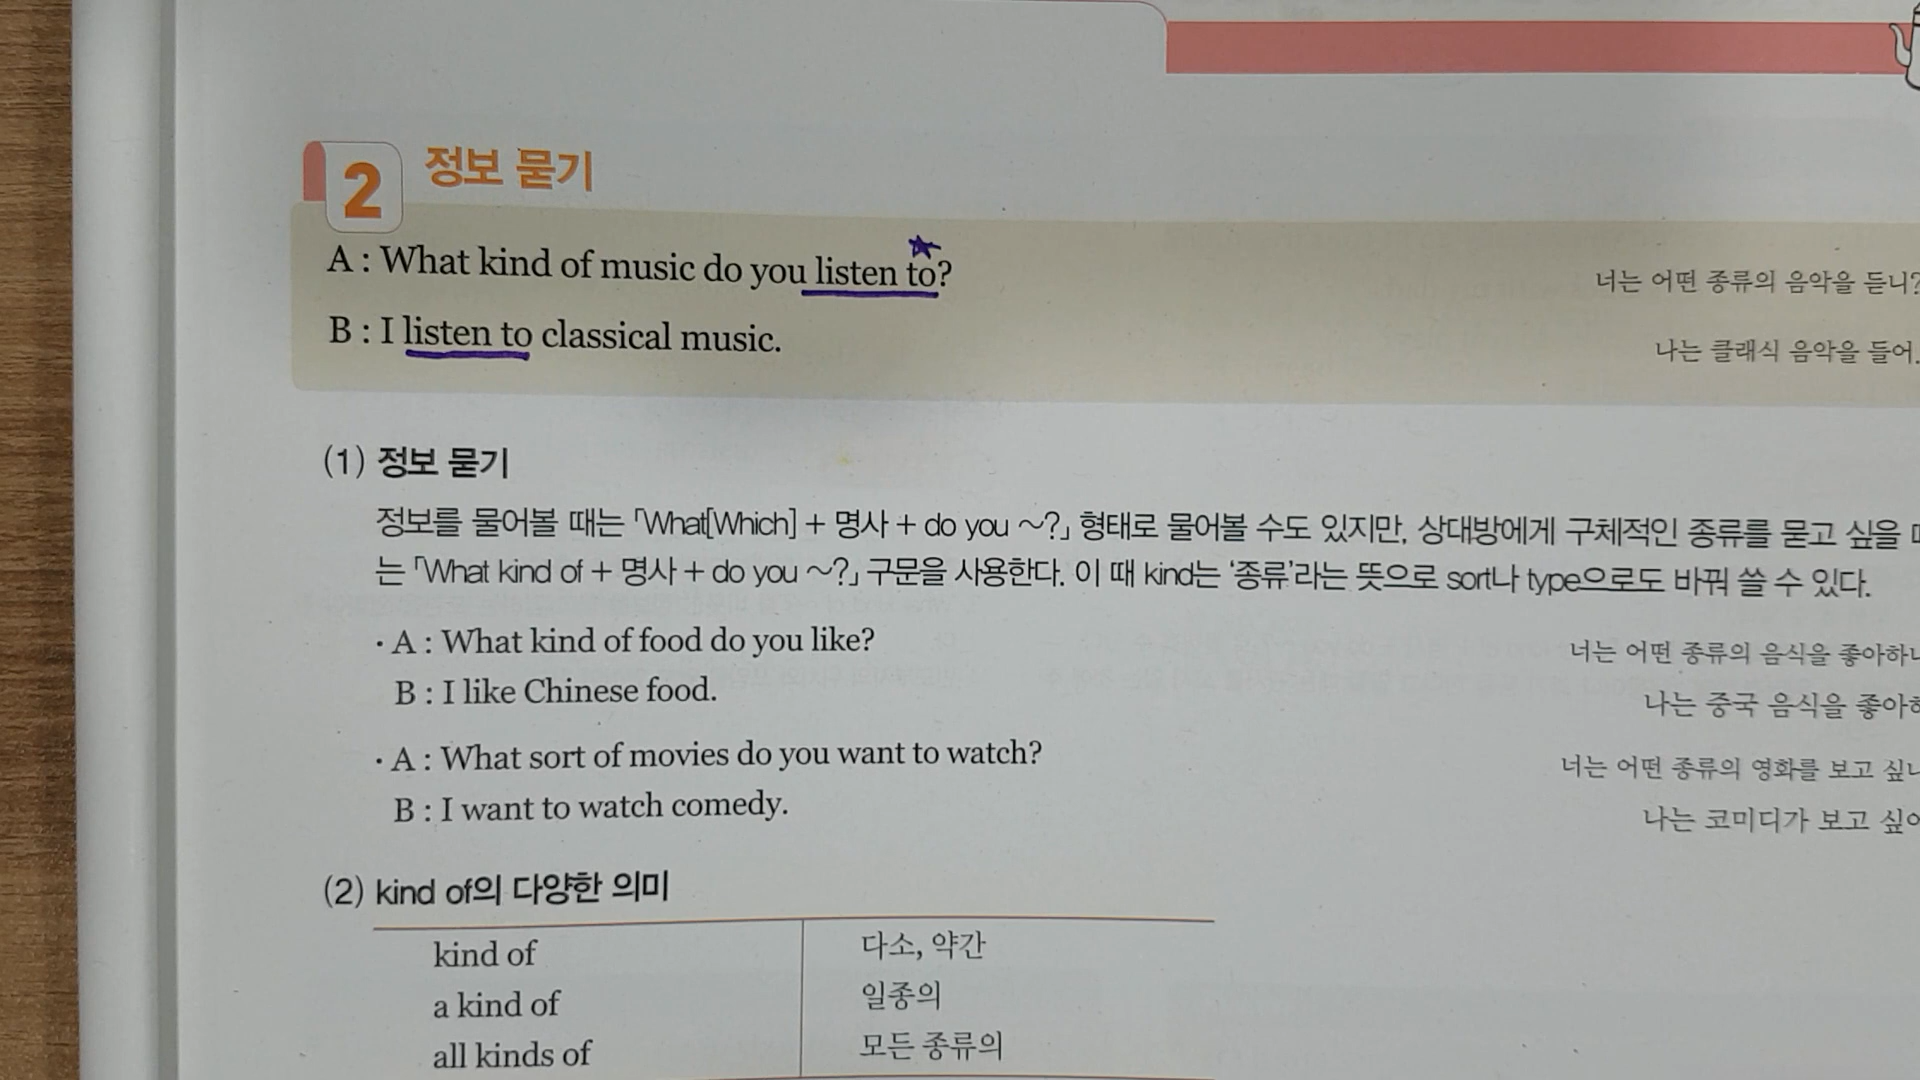 2 정보 묻기
A : What kind of music do you listen to? 너는 어떤 종류의 음악을 듣니?
B : I listen to classical music. 나는 클래식 음악을 들어.
(1) 정보 묻기
정보를 물어볼 때는 「What[Which] + 명사 + do you ～?」 형태로 물어볼 수도 있지만, 상대방에게 구체적인 종류를 묻고 싶을
는 「What kind of + 명사 + do you ～?」 구문을 사용한다. 이 때 kind는 ‘종류’라는 뜻으로 sort나 type으로도 바꿔 쓸 수 있다.
· A : What kind of food do you like? 너는 어떤 종류의 음식을
B : I like Chinese food. 나는 중국 음식을
· A : What sort of movies do you want to watch? 너는 어떤 종류의 영화를 보고
B : I want to watch comedy. 나는 코미디가 보고
(2) kind of의 다양한 의미
kind of 다소, 약간
a kind of 일종의
all kinds of 모든 종류의